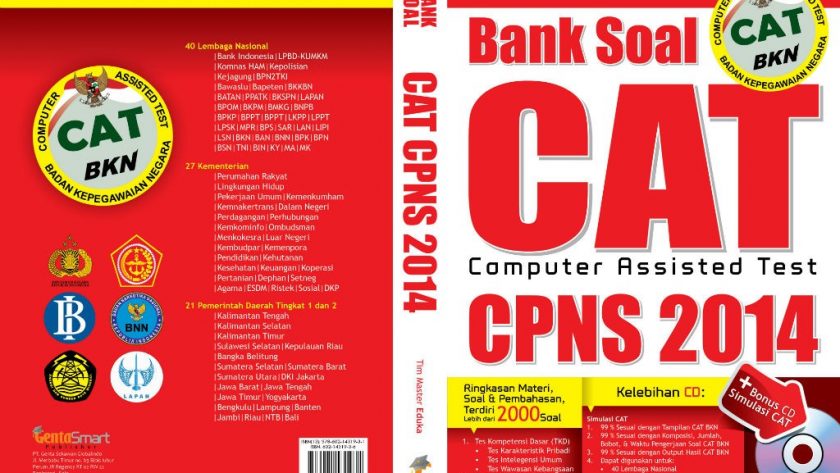 COMPUTER ASSISTED TEST
CAT
BKN
BADAN KEPEGAWAIAN NEGARA
40 Lembaga Nasional
|Bank Indonesia|LPBD-KUMKM
|Komnas HAM|Kepolisian
|Kejagung|BPN2TKI
|Bawaslu|Bapeten|BKKBN
|BATAN|PPATK|BKSPN|LAPAN
|BPOM|BKPM|BMKG|BNPB
|BPKP|BPPT|BPPT|LKPP|LPPT
|LPSK|MPR|BPS|SAR|LAN|LIPI
|LSN|BKN|BAN|BNN|BPK|BPN
|BSN|TNI|BIN|KY|MA|MK
27 Kementerian
|Perumahan Rakyat
|Lingkungan Hidup
|Pekerjaan Umum|Kemenkumham
|Kemnakertrans|Dalam Negeri
|Perdagangan|Perhubungan
|Kemkominfo|Ombudsman
|Menkokesra|Luar Negeri
|Kembudpar|Kemenpora
|Pendidikan|Kehutanan
|Kesehatan|Keuangan|Koperasi
|Pertanian|Dephan|Setneg
|Agama|ESDM|Ristek|Sosial|DKP
21 Pemerintah Daerah Tingkat 1 dan 2
|Kalimantan Tengah
|Kalimantan Selatan
|Kalimantan Timur
|Sulawesi Selatan|Kepulauan Riau
|Bangka Belitung
|Sumatera Selatan|Sumatera Barat
|Sumatera Utara|DKI Jakarta
|Jawa Barat|Jawa Tengah
|Jawa Timur|Yogyakarta
|Bengkulu|Lampung|Banten
|Jambi|Riau|NTB|Bali
BNN
LAPAN
GentaSmart
Publisher
BANK
SOAL
CAT CPNS 2014
Tim Master Eduka
Bank Soal
COMPUTER ASSISTED TEST
CAT
BKN
BADAN KEPEGAWAIAN NEGARA
CAT
Computer Assisted Test
CPNS 2014
Ringkasan Materi,
Soal & Pembahasan,
Terdiri
Lebih dari 2000 Soal
1. Tes Kompetensi Dasar (TKD)
• Tes Karakteristik Pribadi
• Tes Intelegensi Umum
• Tes Wawasan Kebangsaan
Kelebihan CD:
+ Bonus CD
Simulasi CAT
Simulasi CAT
1. 99 % Sesuai dengan Tampilan CAT BKN
2. 99 % Sesuai dengan Komposisi, Jumlah,
Bobot, & Waktu Pengerjaan Soal CAT BKN
3. 99 % Sesuai dengan Output Hasil CAT BKN
4. Dapat digunakan untuk:
• 40 Lembaga Nasional